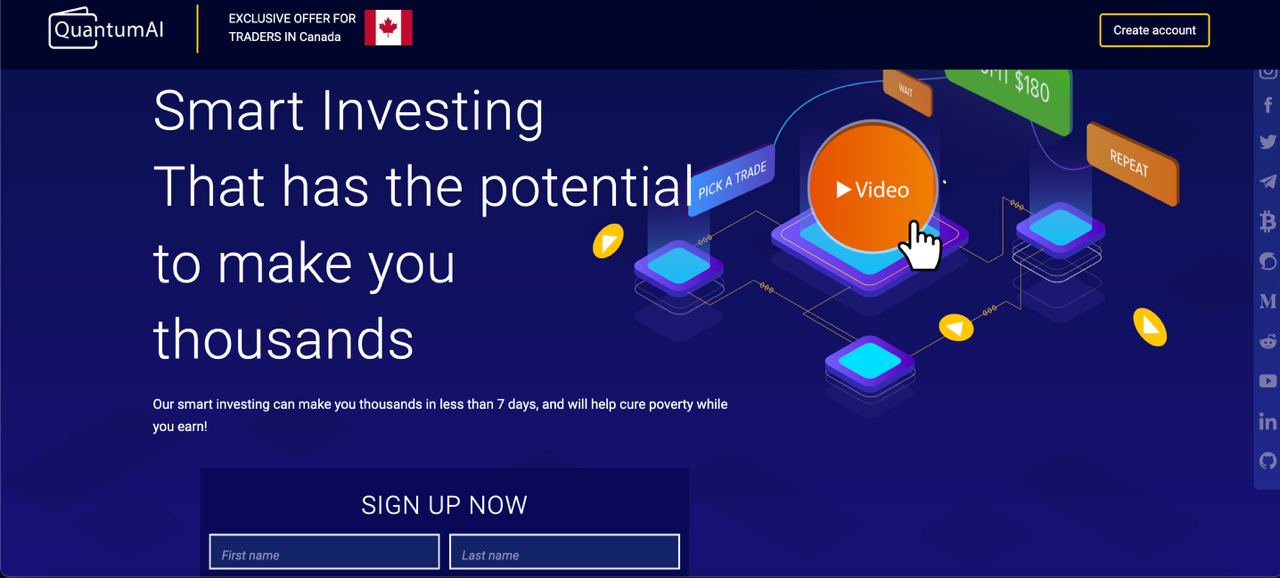 QuantumAI
EXCLUSIVE OFFER FOR
TRADERS IN Canada
Create account
Smart Investing
That has the potential
to make you
thousands
Our smart investing can make you thousands in less than 7 days, and will help cure poverty while
you earn!
WAIT
$180
PICK A TRADE
Video
REPEAT
SIGN UP NOW
First name
Last name